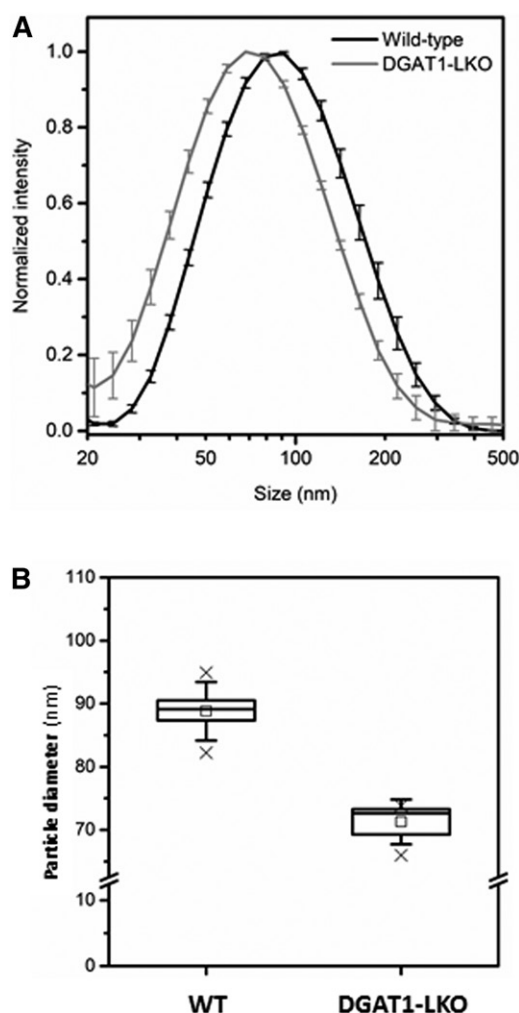 A
Wild-type
DGAT1-LKO
1.0
0.8
0.6
0.4
0.2
0.0
Normalized intensity
20 50 100 200 500
Size (nm)
B
110
100
90
80
70
10
0
Particle diameter (nm)
WT DGAT1-LKO